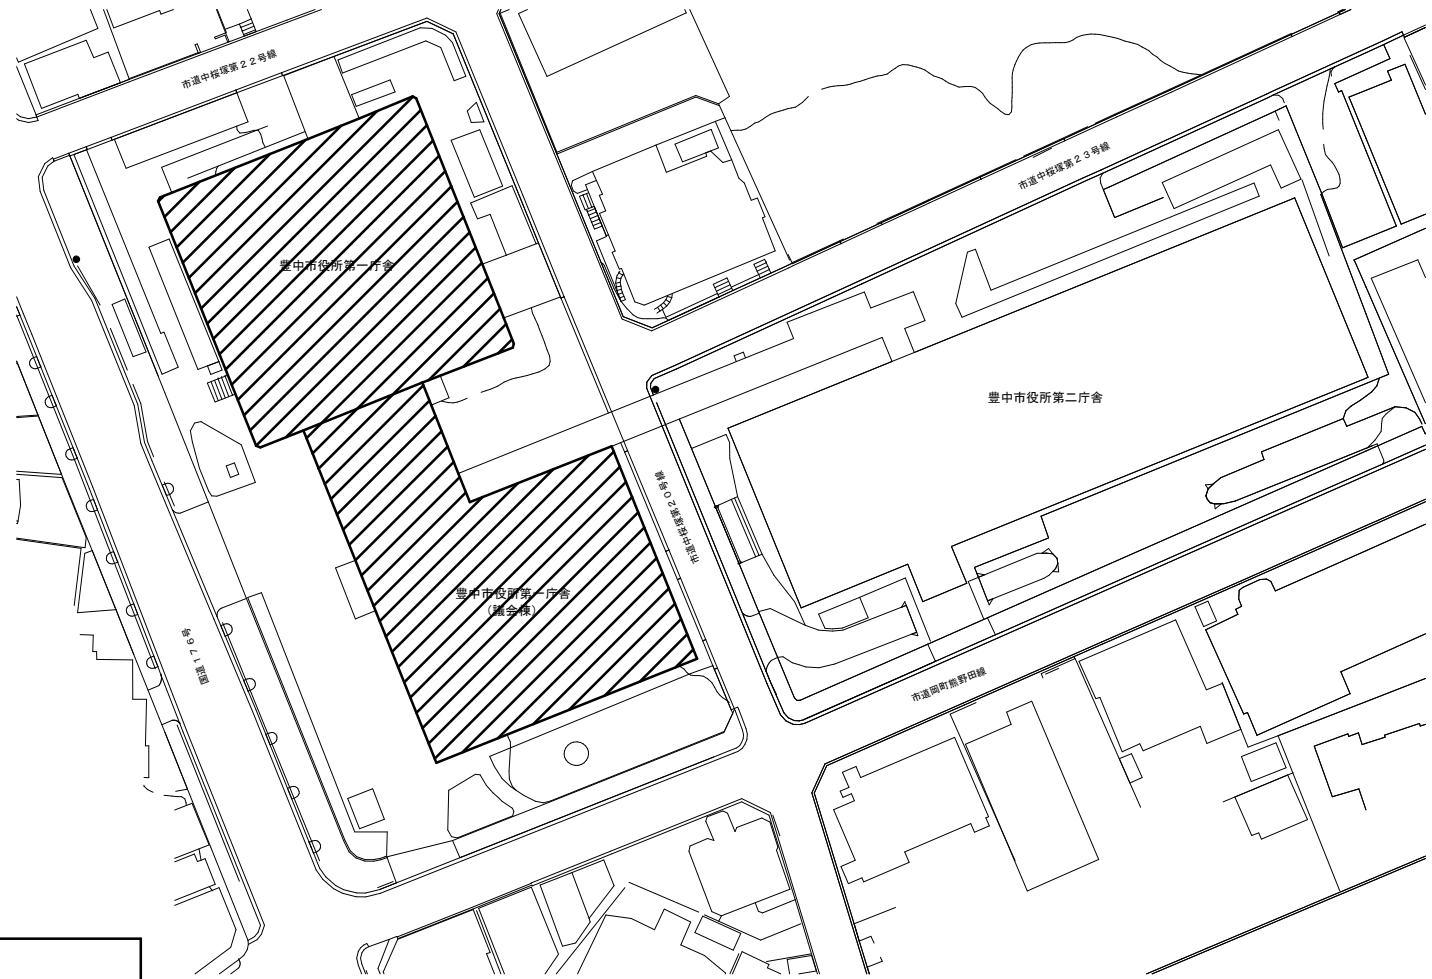 市道中桜塚第２２号線
市道中桜塚第２３号線
豊中市役所第一庁舎
豊中市役所第二庁舎
市道中桜塚第２０号線
豊中市役所第一庁舎
(議会棟)
国道１７６号
市道岡町熊野田線